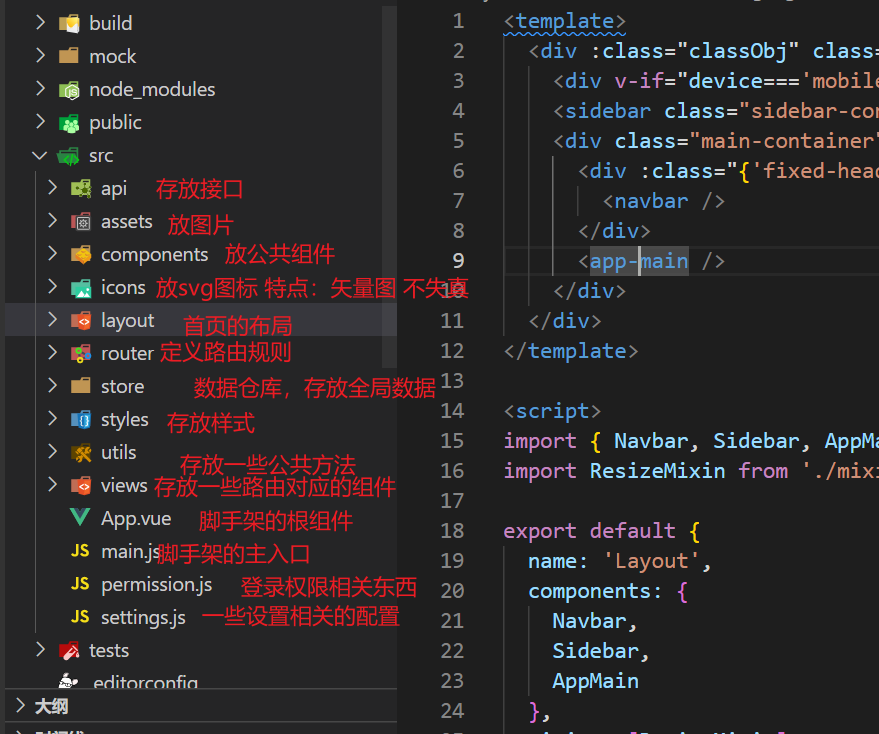 build
mock
node_modules
public
src
api 存放接口
assets 放图片
components 放公共组件
icons 放svg图标 特点：矢量图 不失真
layout 首页的布局
router 定义路由规则
store 数据仓库，存放全局数据
styles 存放样式
utils 存放一些公共方法
views 存放一些路由对应的组件
App.vue 脚手架的根组件
JS main.js 脚手架的主入口
JS permission.js 登录权限相关东西
JS settings.js 一些设置相关的配置
tests
.editorconfig
大纲
1 <template>
2 <div :class="classObj" class=
3 <div v-if="device==='mobile
4 <sidebar class="sidebar-con
5 <div class="main-container"
6 <div :class="{'fixed-head
7 <navbar />
8 </div>
9 <app-main />
10 </div>
11 </div>
12 </template>
13
14 <script>
15 import { Navbar, Sidebar, AppMa
16 import ResizeMixin from './mixi
17
18 export default {
19 name: 'Layout',
20 components: {
21 Navbar,
22 Sidebar,
23 AppMain
24 },